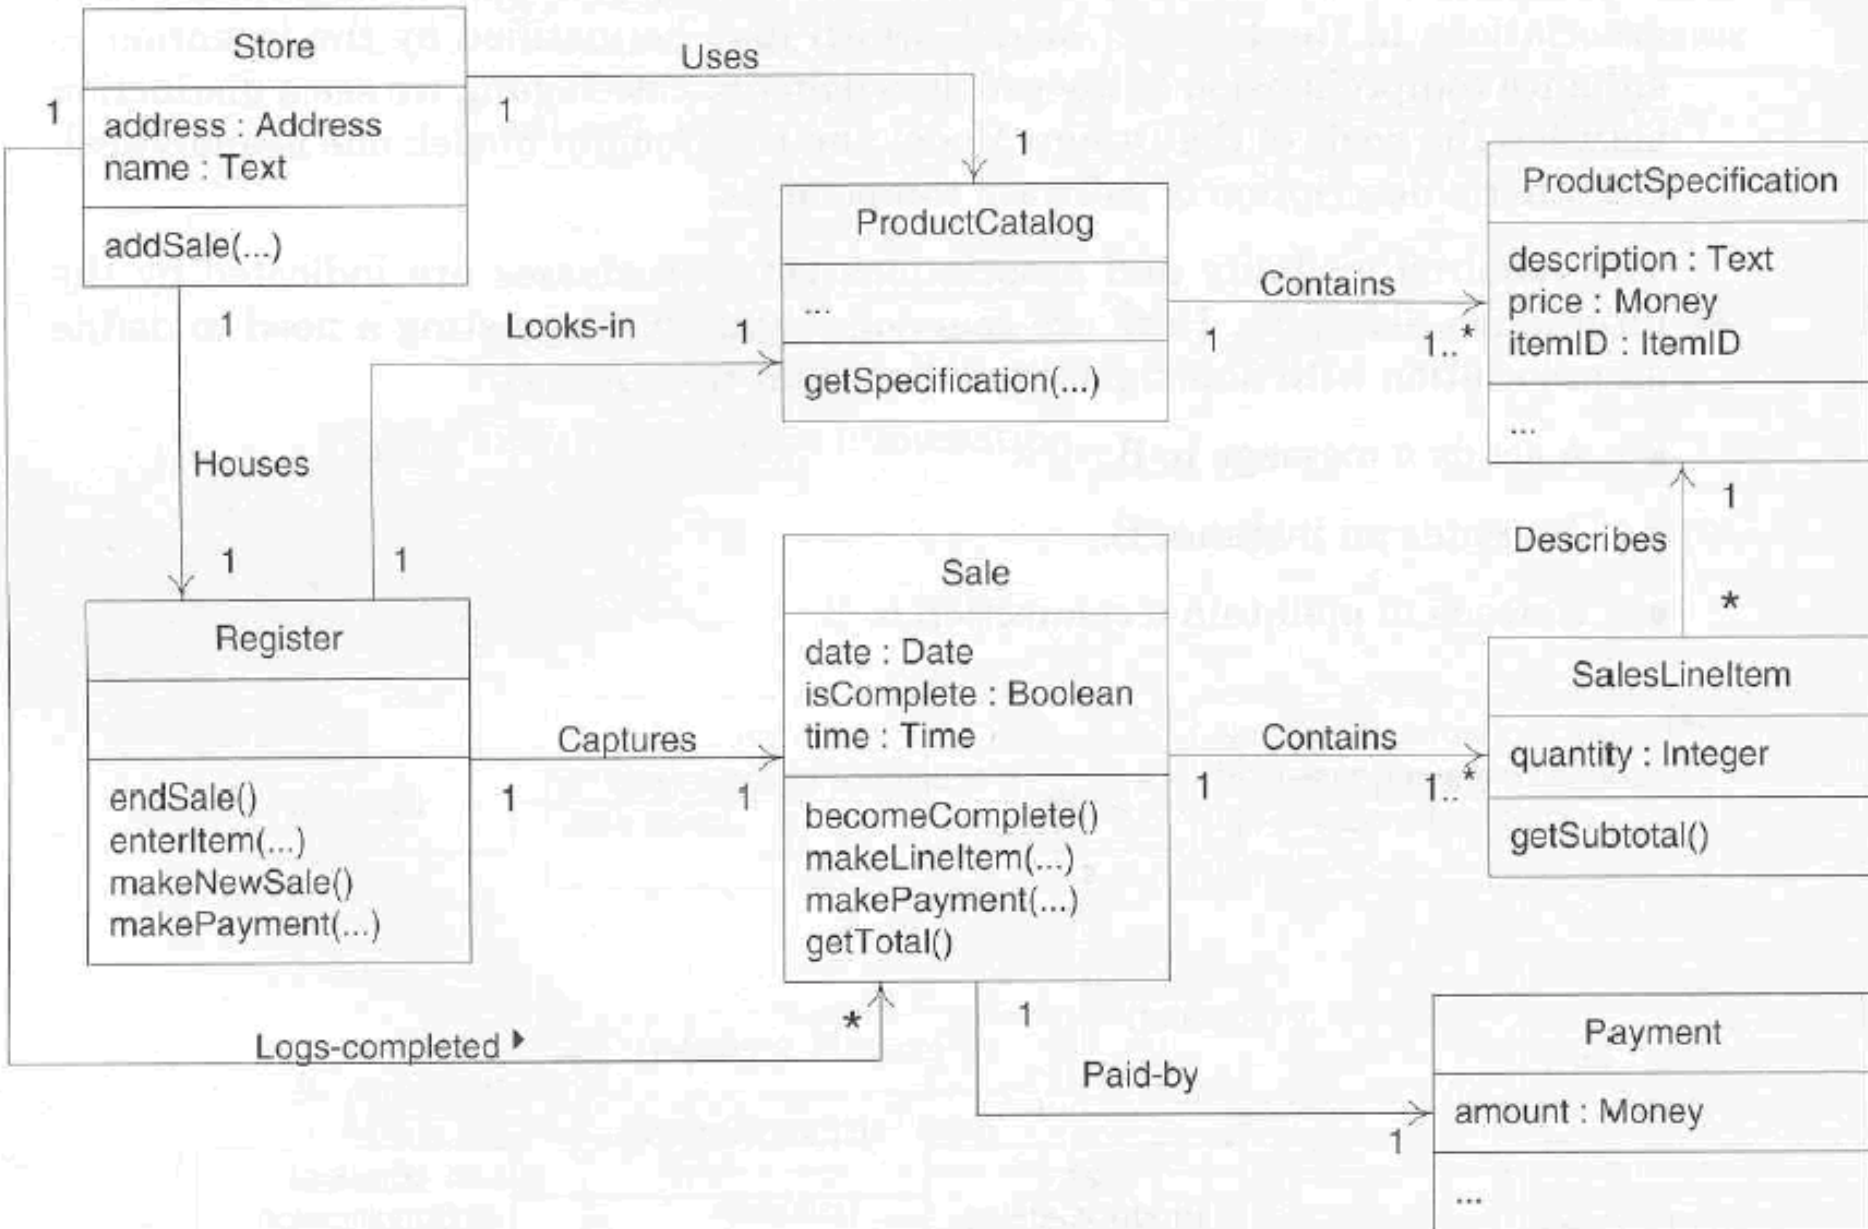 Store
address : Address
name : Text
addSale(...)
1
1
Uses
1
ProductCatalog
...
getSpecification(...)
Contains
1
1..*
ProductSpecification
description : Text
price : Money
itemID : ItemID
...
1
Houses
1
Looks-in
1
1
Describes
1
*
Register
endSale()
enterItem(...)
makeNewSale()
makePayment(...)
Captures
1
1
Sale
date : Date
isComplete : Boolean
time : Time
becomeComplete()
makeLineItem(...)
makePayment(...)
getTotal()
Contains
1
1..*
SalesLineItem
quantity : Integer
getSubtotal()
Logs-completed
*
1
Paid-by
1
Payment
amount : Money
...